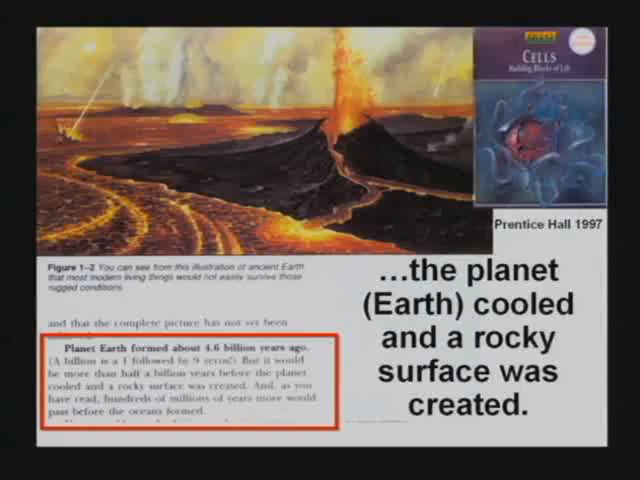 CELLS
Building Blocks of Life
Prentice Hall 1997
Figure 1–2 You can see from this illustration of ancient Earth
that most modern living things would not easily survive those
rugged conditions.
and that the complete picture has not yet been
Planet Earth formed about 4.6 billion years ago.
(A billion is a 1 followed by 9 zeros!) But it would
be more than half a billion years before the planet
cooled and a rocky surface was created. And, as you
have read, hundreds of millions of years more would
pass before the oceans formed.
...the planet
(Earth) cooled
and a rocky
surface was
created.